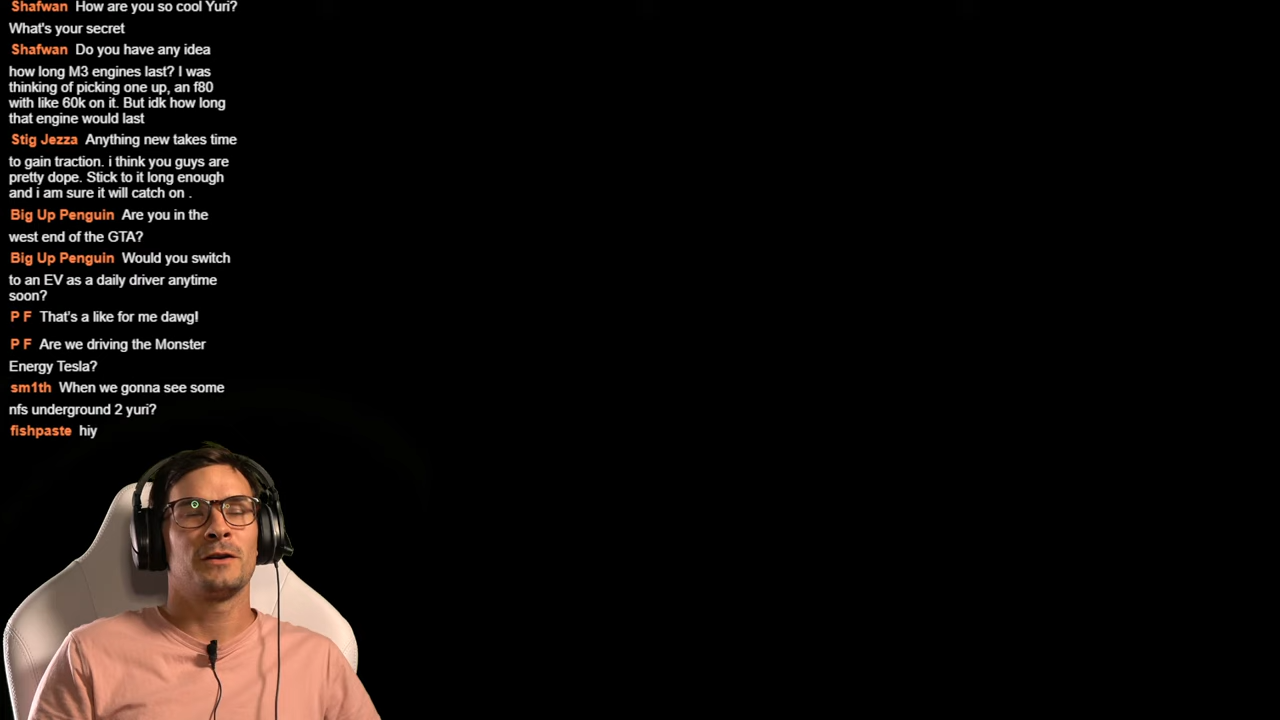 Shafwan How are you so cool Yuri?
What's your secret
Shafwan Do you have any idea
how long M3 engines last? I was
thinking of picking one up, an f80
with like 60k on it. But idk how long
that engine would last
Stig Jezza Anything new takes time
to gain traction. i think you guys are
pretty dope. Stick to it long enough
and i am sure it will catch on .
Big Up Penguin Are you in the
west end of the GTA?
Big Up Penguin Would you switch
to an EV as a daily driver anytime
soon?
P F That's a like for me dawg!
P F Are we driving the Monster
Energy Tesla?
sm1th When we gonna see some
nfs underground 2 yuri?
fishpaste hiy